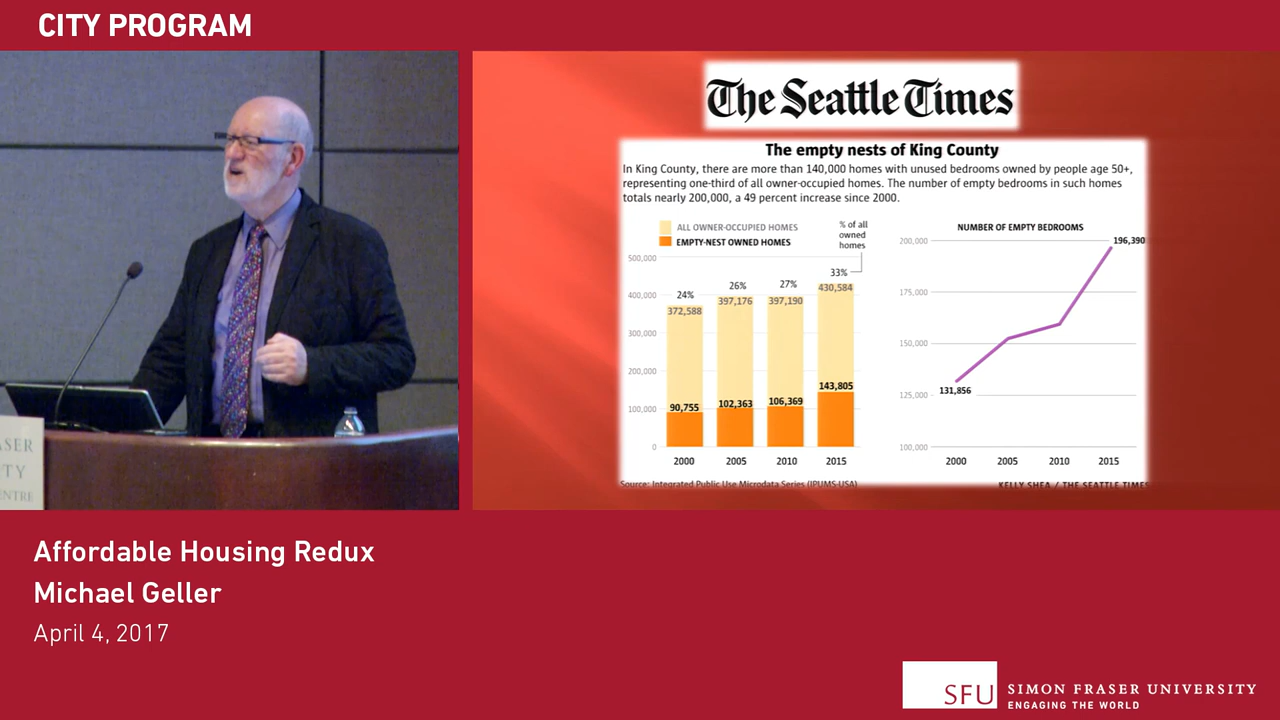 CITY PROGRAM
ASER
TY
ENTRE
The Seattle Times
The empty nests of King County
In King County, there are more than 140,000 homes with unused bedrooms owned by people age 50+,
representing one-third of all owner-occupied homes. The number of empty bedrooms in such homes
totals nearly 200,000, a 49 percent increase since 2000.
ALL OWNER-OCCUPIED HOMES
EMPTY-NEST OWNED HOMES
% of all
owned
homes
500,000
400,000
300,000
200,000
100,000
0
24%
372,588
90,755
2000
26%
397,176
102,363
2005
27%
397,190
106,369
2010
33%
430,584
143,805
2015
NUMBER OF EMPTY BEDROOMS
200,000
175,000
150,000
125,000
100,000
131,856
196,390
2000
2005
2010
2015
Source: Integrated Public Use Microdata Series (IPUMS-USA)
KELLY SHEA / THE SEATTLE TIMES
Affordable Housing Redux
Michael Geller
April 4, 2017
SFU
SIMON FRASER UNIVERSITY
ENGAGING THE WORLD